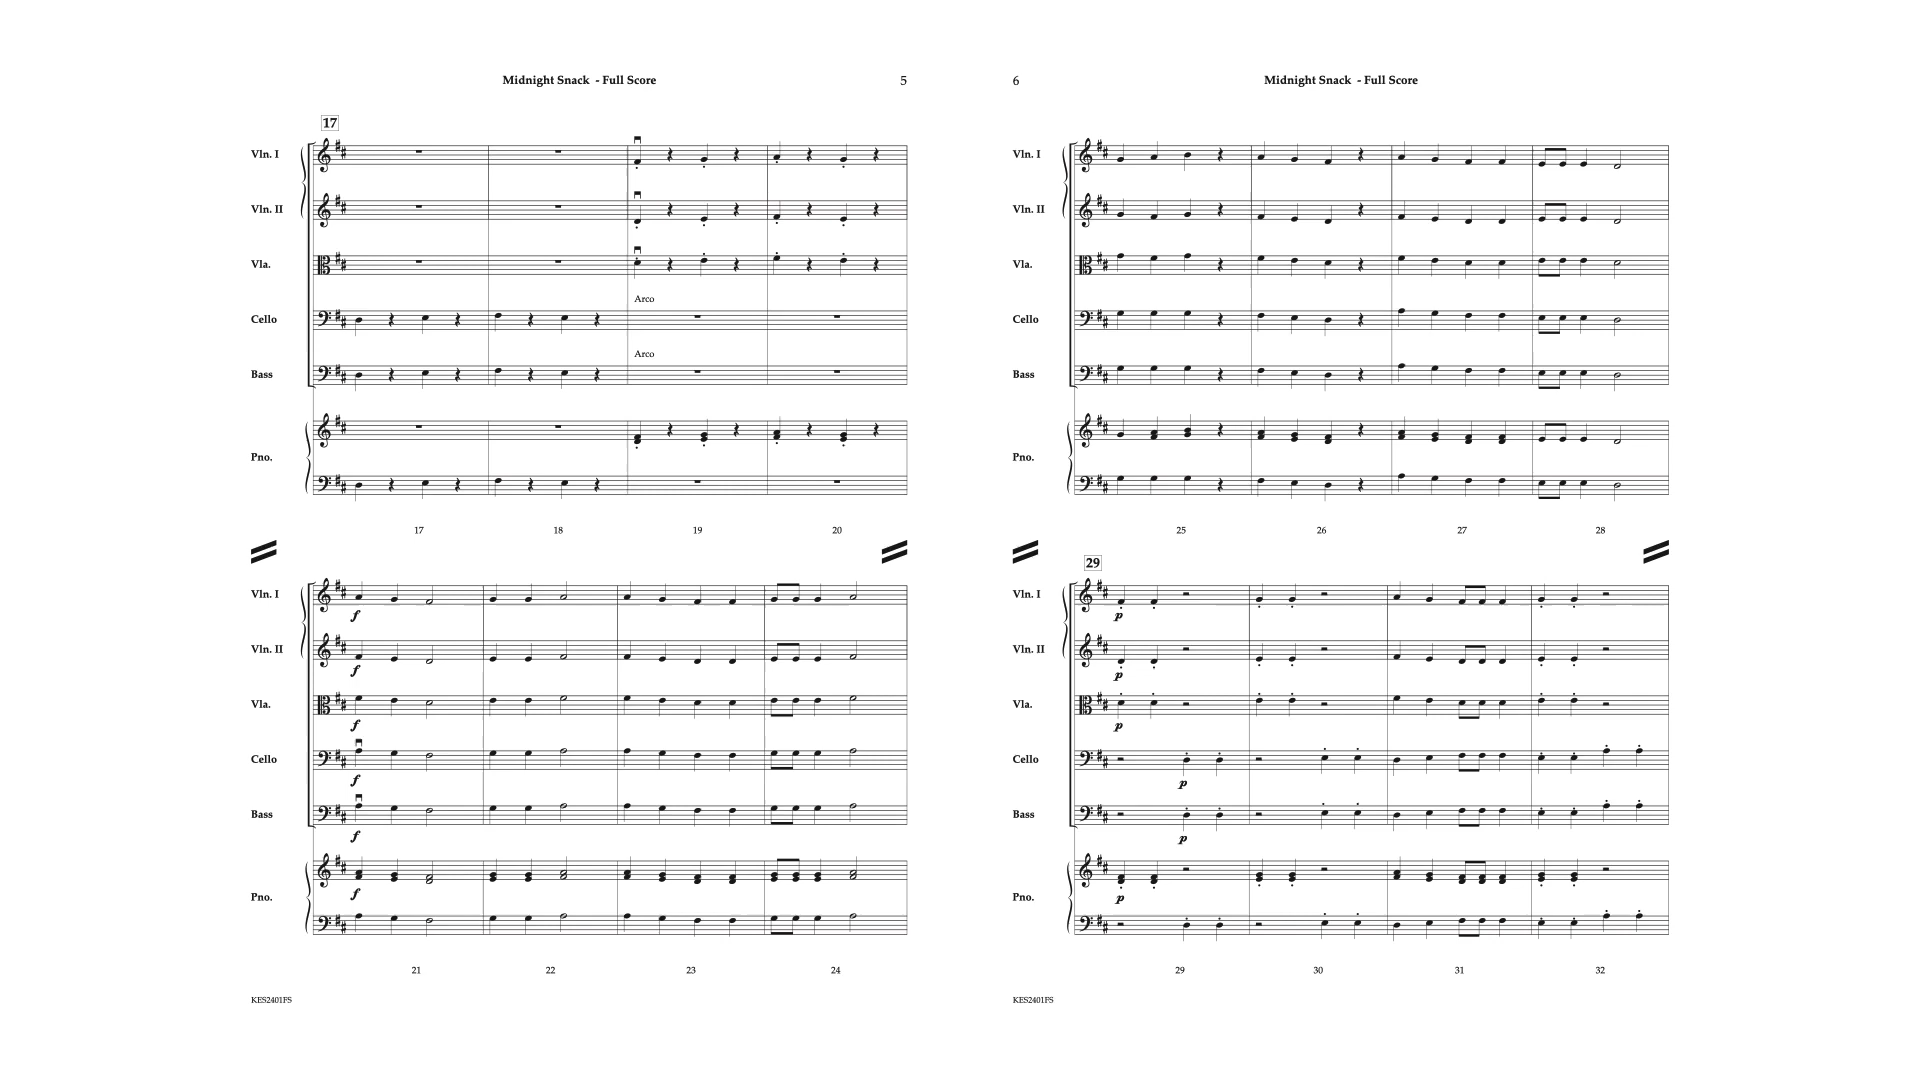 Midnight Snack  - Full Score
5
17
Vln. I
Vln. II
Vla.
Arco
Cello
Arco
Bass
Pno.
17 18 19 20
Vln. I
f
Vln. II
f
Vla.
f
Cello
f
Bass
f
Pno.
f
21 22 23 24
KES2401FS
6
Midnight Snack  - Full Score
Vln. I
Vln. II
Vla.
Cello
Bass
Pno.
25 26 27 28
29
Vln. I
p
Vln. II
p
Vla.
p
Cello
p
Bass
p
Pno.
p
29 30 31 32
KES2401FS